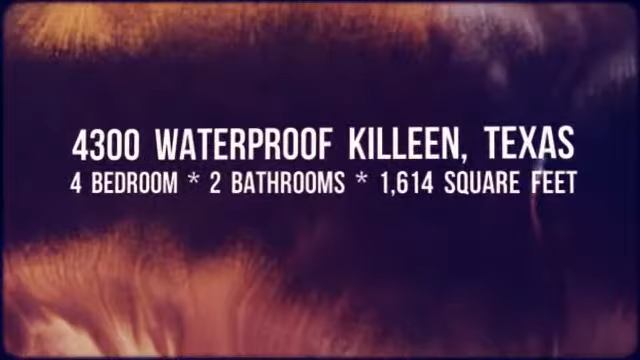 4300 WATERPROOF KILLEEN, TEXAS
4 BEDROOM * 2 BATHROOMS * 1,614 SQUARE FEET